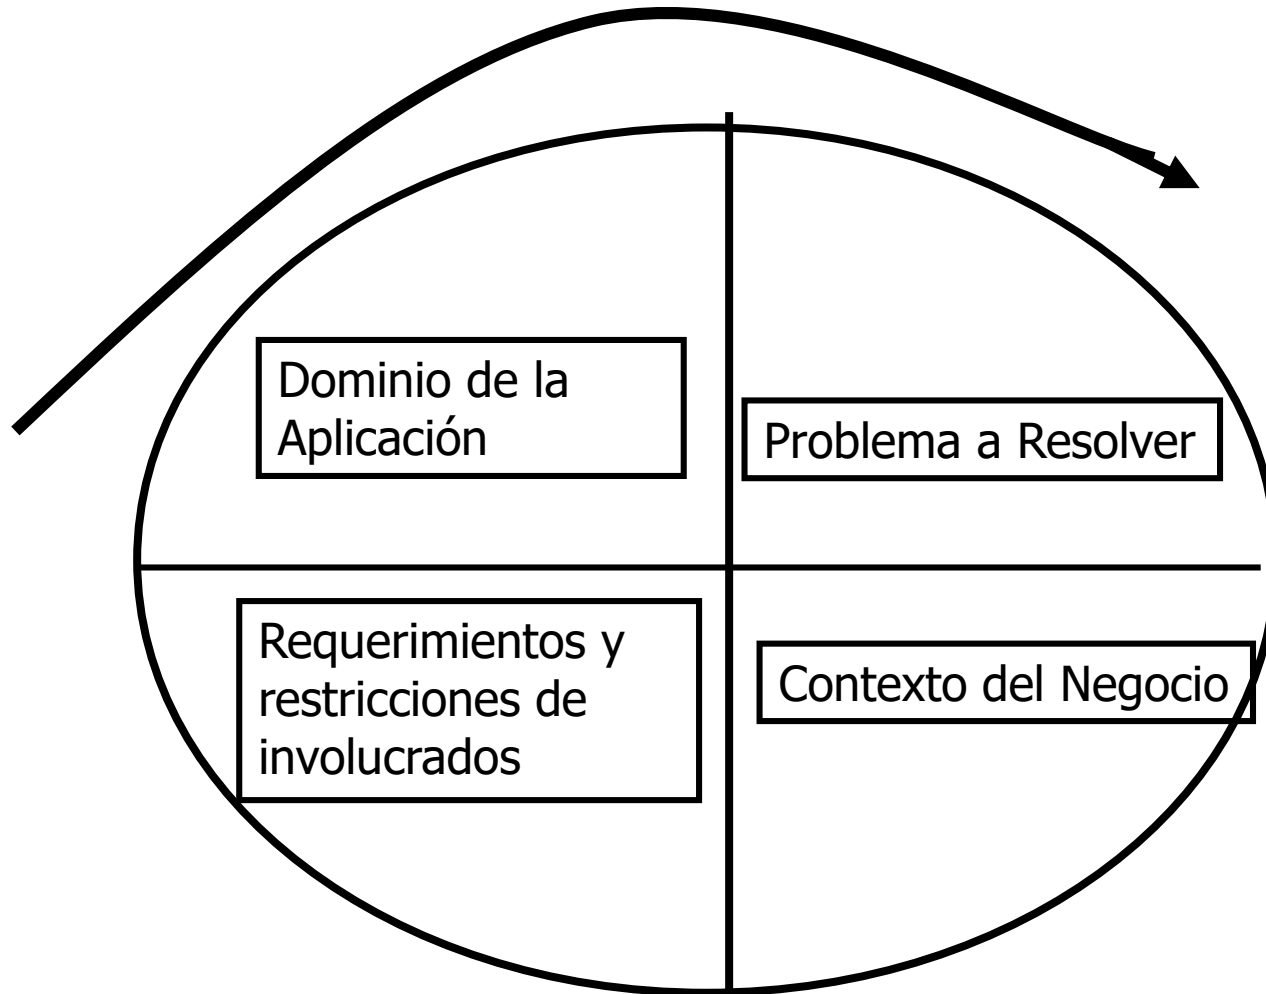 Dominio de la
Aplicación
Problema a Resolver
Requerimientos y
restricciones de
involucrados
Contexto del Negocio